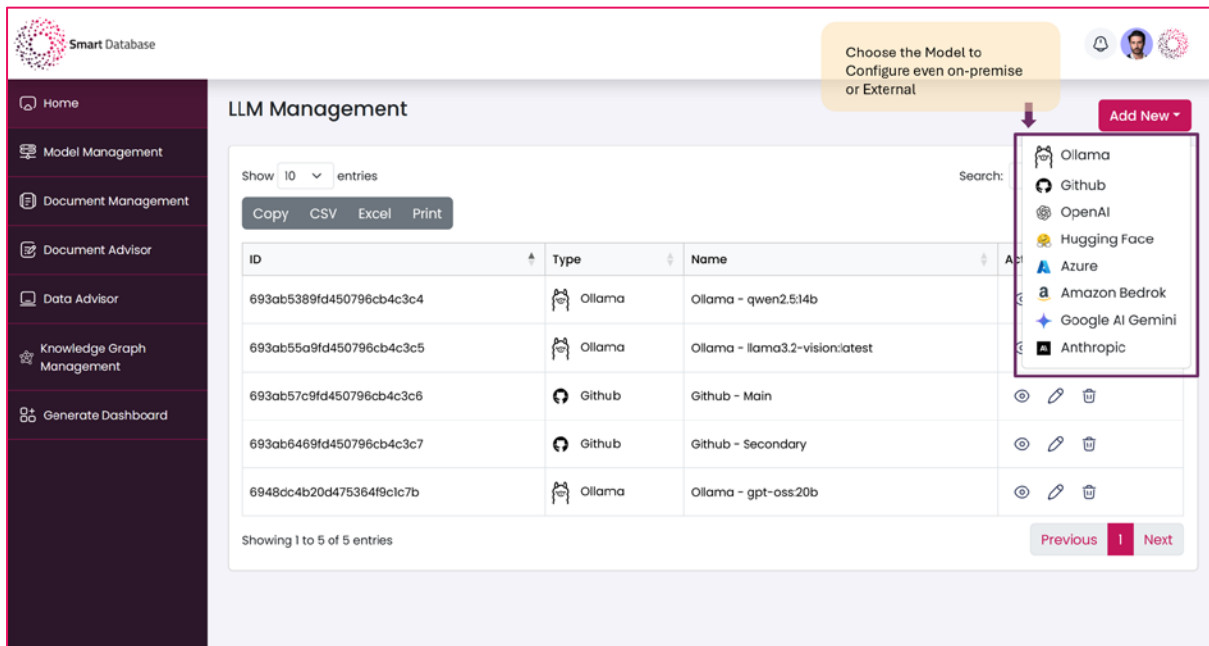 Smart Database
Choose the Model to
Configure even on-premise
or External
Home
Model Management
Document Management
Document Advisor
Data Advisor
Knowledge Graph
Management
Generate Dashboard
LLM Management
Add New
Ollama
Github
OpenAI
Hugging Face
Azure
Amazon Bedrok
Google AI Gemini
Anthropic
Show 10 entries
Search:
Copy CSV Excel Print
ID Type Name
693ab5389fd450796cb4c3c4 Ollama Ollama - qwen2.5:14b
693ab55a9fd450796cb4c3c5 Ollama Ollama - llama3.2-vision:latest
693ab57c9fd450796cb4c3c6 Github Github - Main
693ab6469fd450796cb4c3c7 Github Github - Secondary
6948dc4b20d475364f9c1c7b Ollama Ollama - gpt-oss:20b
Showing 1 to 5 of 5 entries
Previous 1 Next